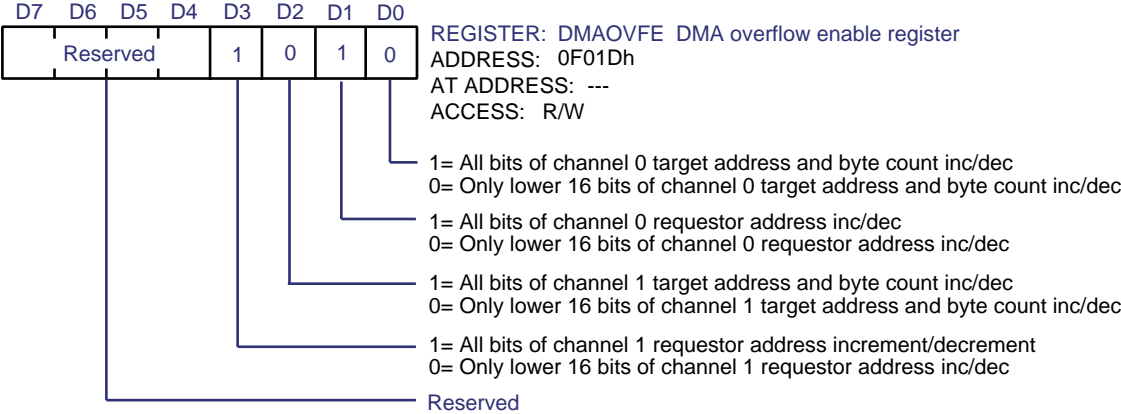 D7 D6 D5 D4 D3 D2 D1 D0
Reserved 1 0 1 0
REGISTER: DMAOVFE DMA overflow enable register
ADDRESS: 0F01Dh
AT ADDRESS: ---
ACCESS: R/W
1= All bits of channel 0 target address and byte count inc/dec
0= Only lower 16 bits of channel 0 target address and byte count inc/dec
1= All bits of channel 0 requestor address inc/dec
0= Only lower 16 bits of channel 0 requestor address inc/dec
1= All bits of channel 1 target address and byte count inc/dec
0= Only lower 16 bits of channel 1 target address and byte count inc/dec
1= All bits of channel 1 requestor address increment/decrement
0= Only lower 16 bits of channel 1 requestor address inc/dec
Reserved